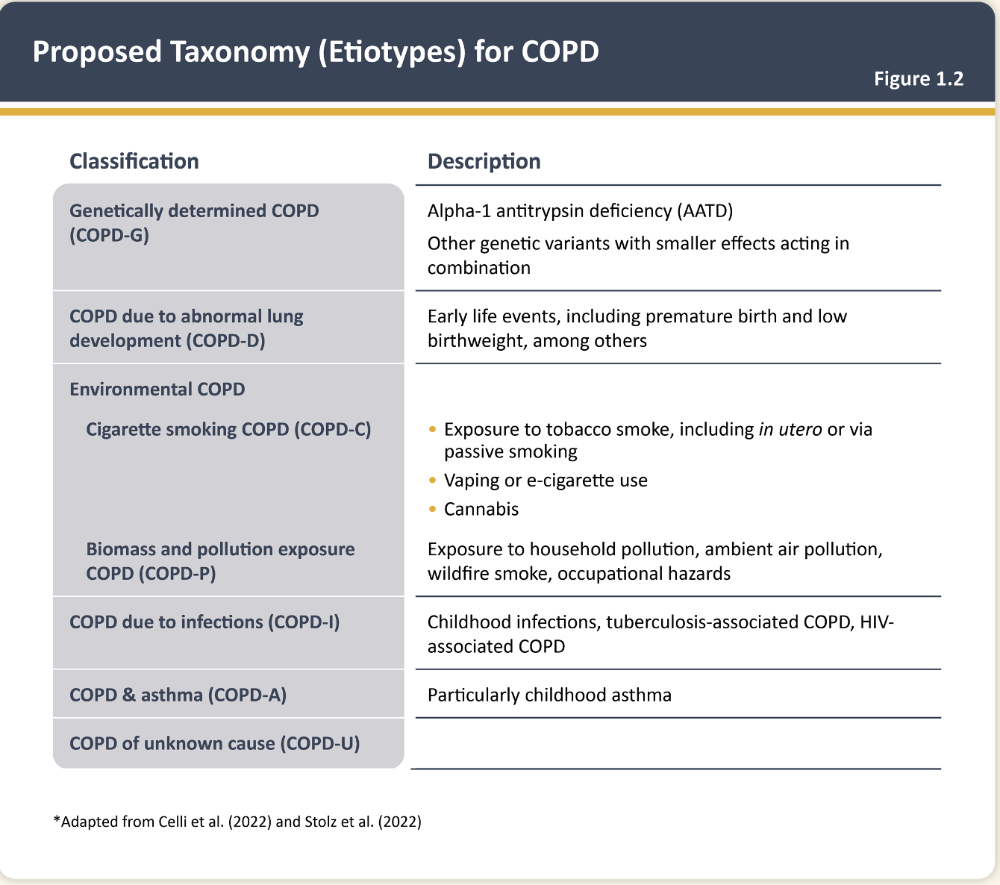 Proposed Taxonomy (Etiotypes) for COPD
Figure 1.2
Classification
Description
Genetically determined COPD
(COPD-G)
Alpha-1 antitrypsin deficiency (AATD)
Other genetic variants with smaller effects acting in
combination
COPD due to abnormal lung
development (COPD-D)
Early life events, including premature birth and low
birthweight, among others
Environmental COPD
Cigarette smoking COPD (COPD-C)
• Exposure to tobacco smoke, including in utero or via
passive smoking
• Vaping or e-cigarette use
• Cannabis
Biomass and pollution exposure
COPD (COPD-P)
Exposure to household pollution, ambient air pollution,
wildfire smoke, occupational hazards
COPD due to infections (COPD-I)
Childhood infections, tuberculosis-associated COPD, HIV-
associated COPD
COPD & asthma (COPD-A)
Particularly childhood asthma
COPD of unknown cause (COPD-U)
*Adapted from Celli et al. (2022) and Stolz et al. (2022)